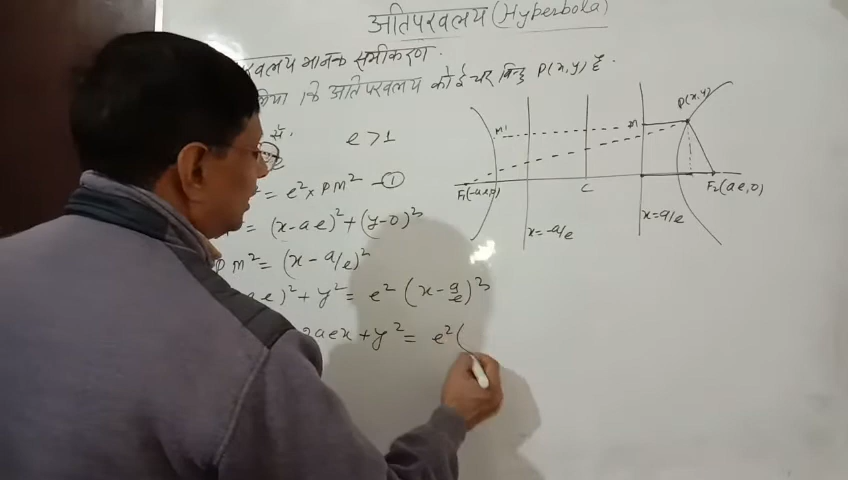 अतिपरवलय (Hyperbola)
परवलय मानक समीकरण.
लिया कि अतिपरवलय कोई चर बिन्दु P(x,y) है.
से. e>1
= e² × PM² —①
= (x-ae)² + (y-0)²
PM² = (x - a/e)²
ae)² + y² = e² (x - a/e)²
2aex + y² = e² (
P(x,y)
M'
M
F₁(-ae,0)
C
F₂(ae,0)
x=-a/e
x=a/e